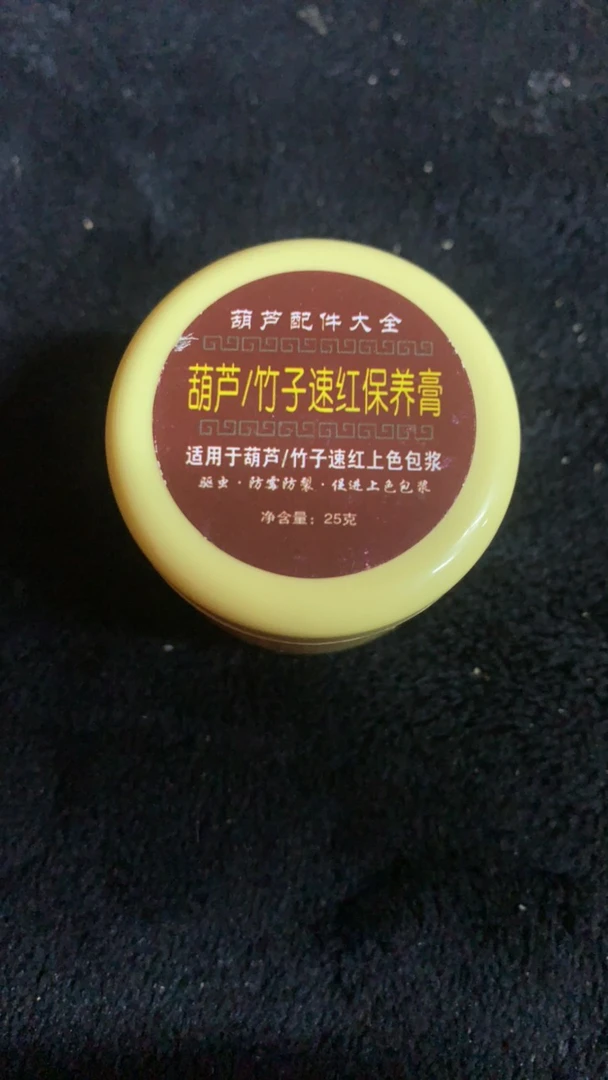 葫芦配件大全
葫芦/竹子速红保养膏
适用于葫芦/竹子速红上色包浆
驱虫·防霉防裂·促进上色包浆
净含量：25克